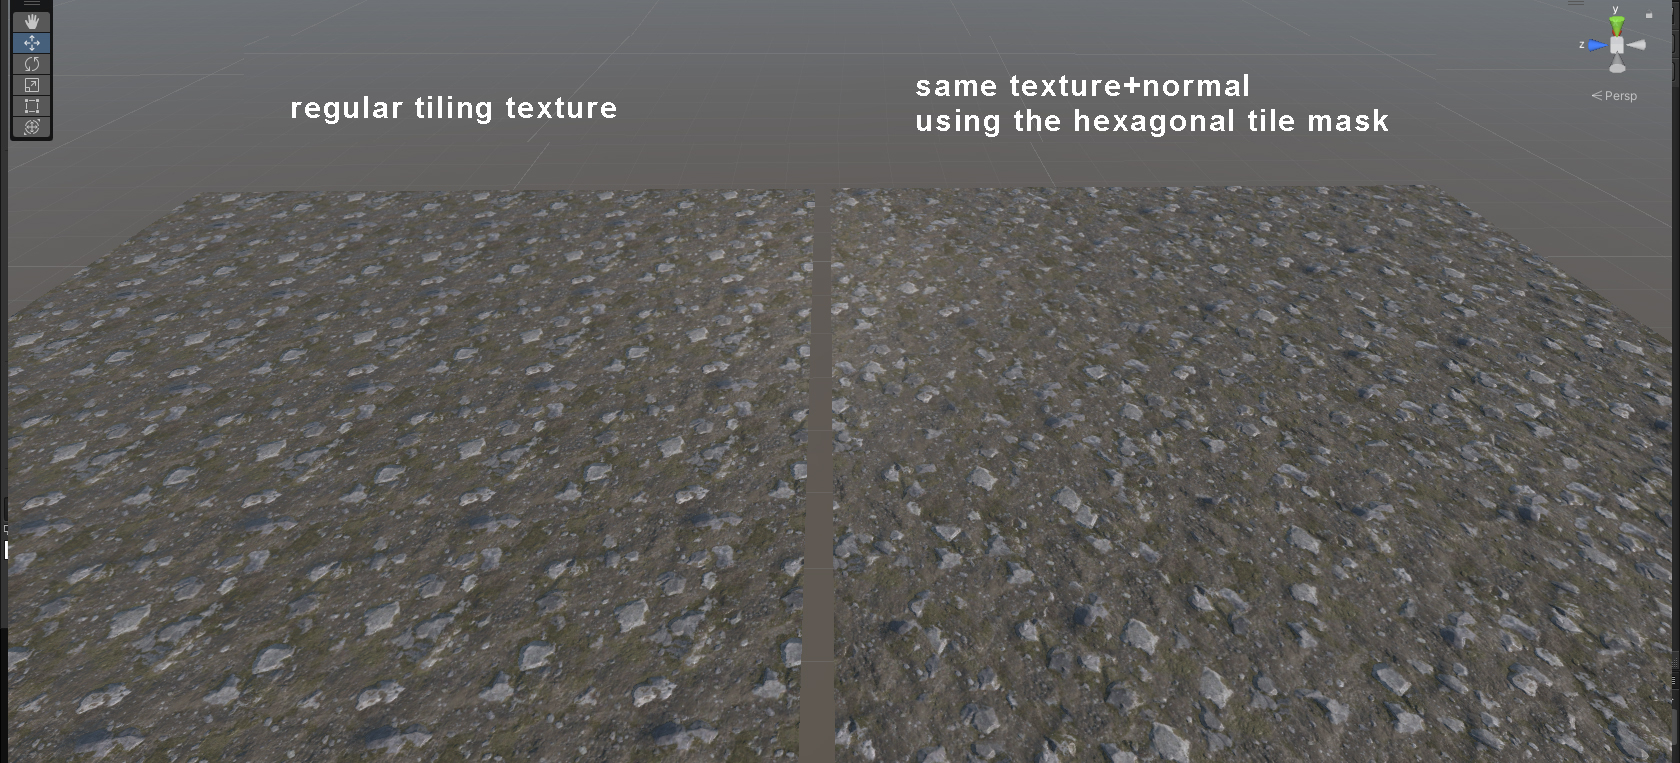 y
z
< Persp
regular tiling texture
same texture+normal
using the hexagonal tile mask